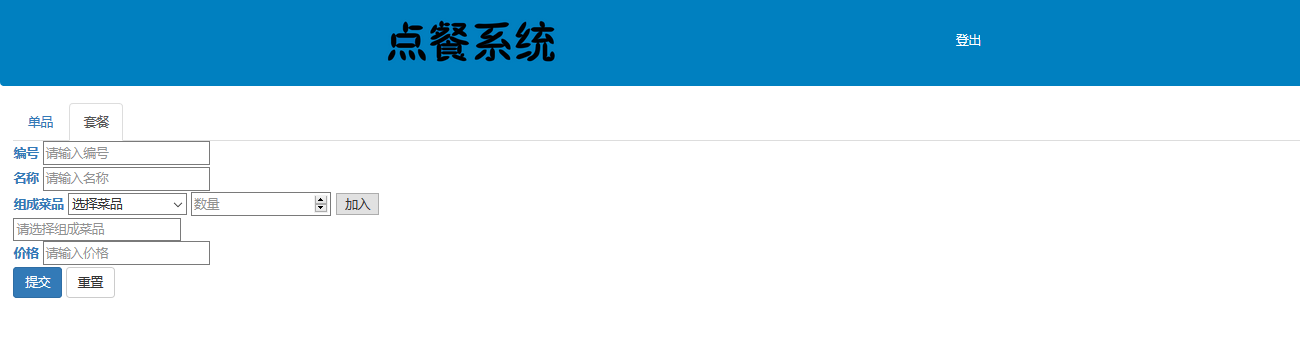 点餐系统 登出
单品 套餐
编号 请输入编号
名称 请输入名称
组成菜品 选择菜品 数量 加入
请选择组成菜品
价格 请输入价格
提交 重置